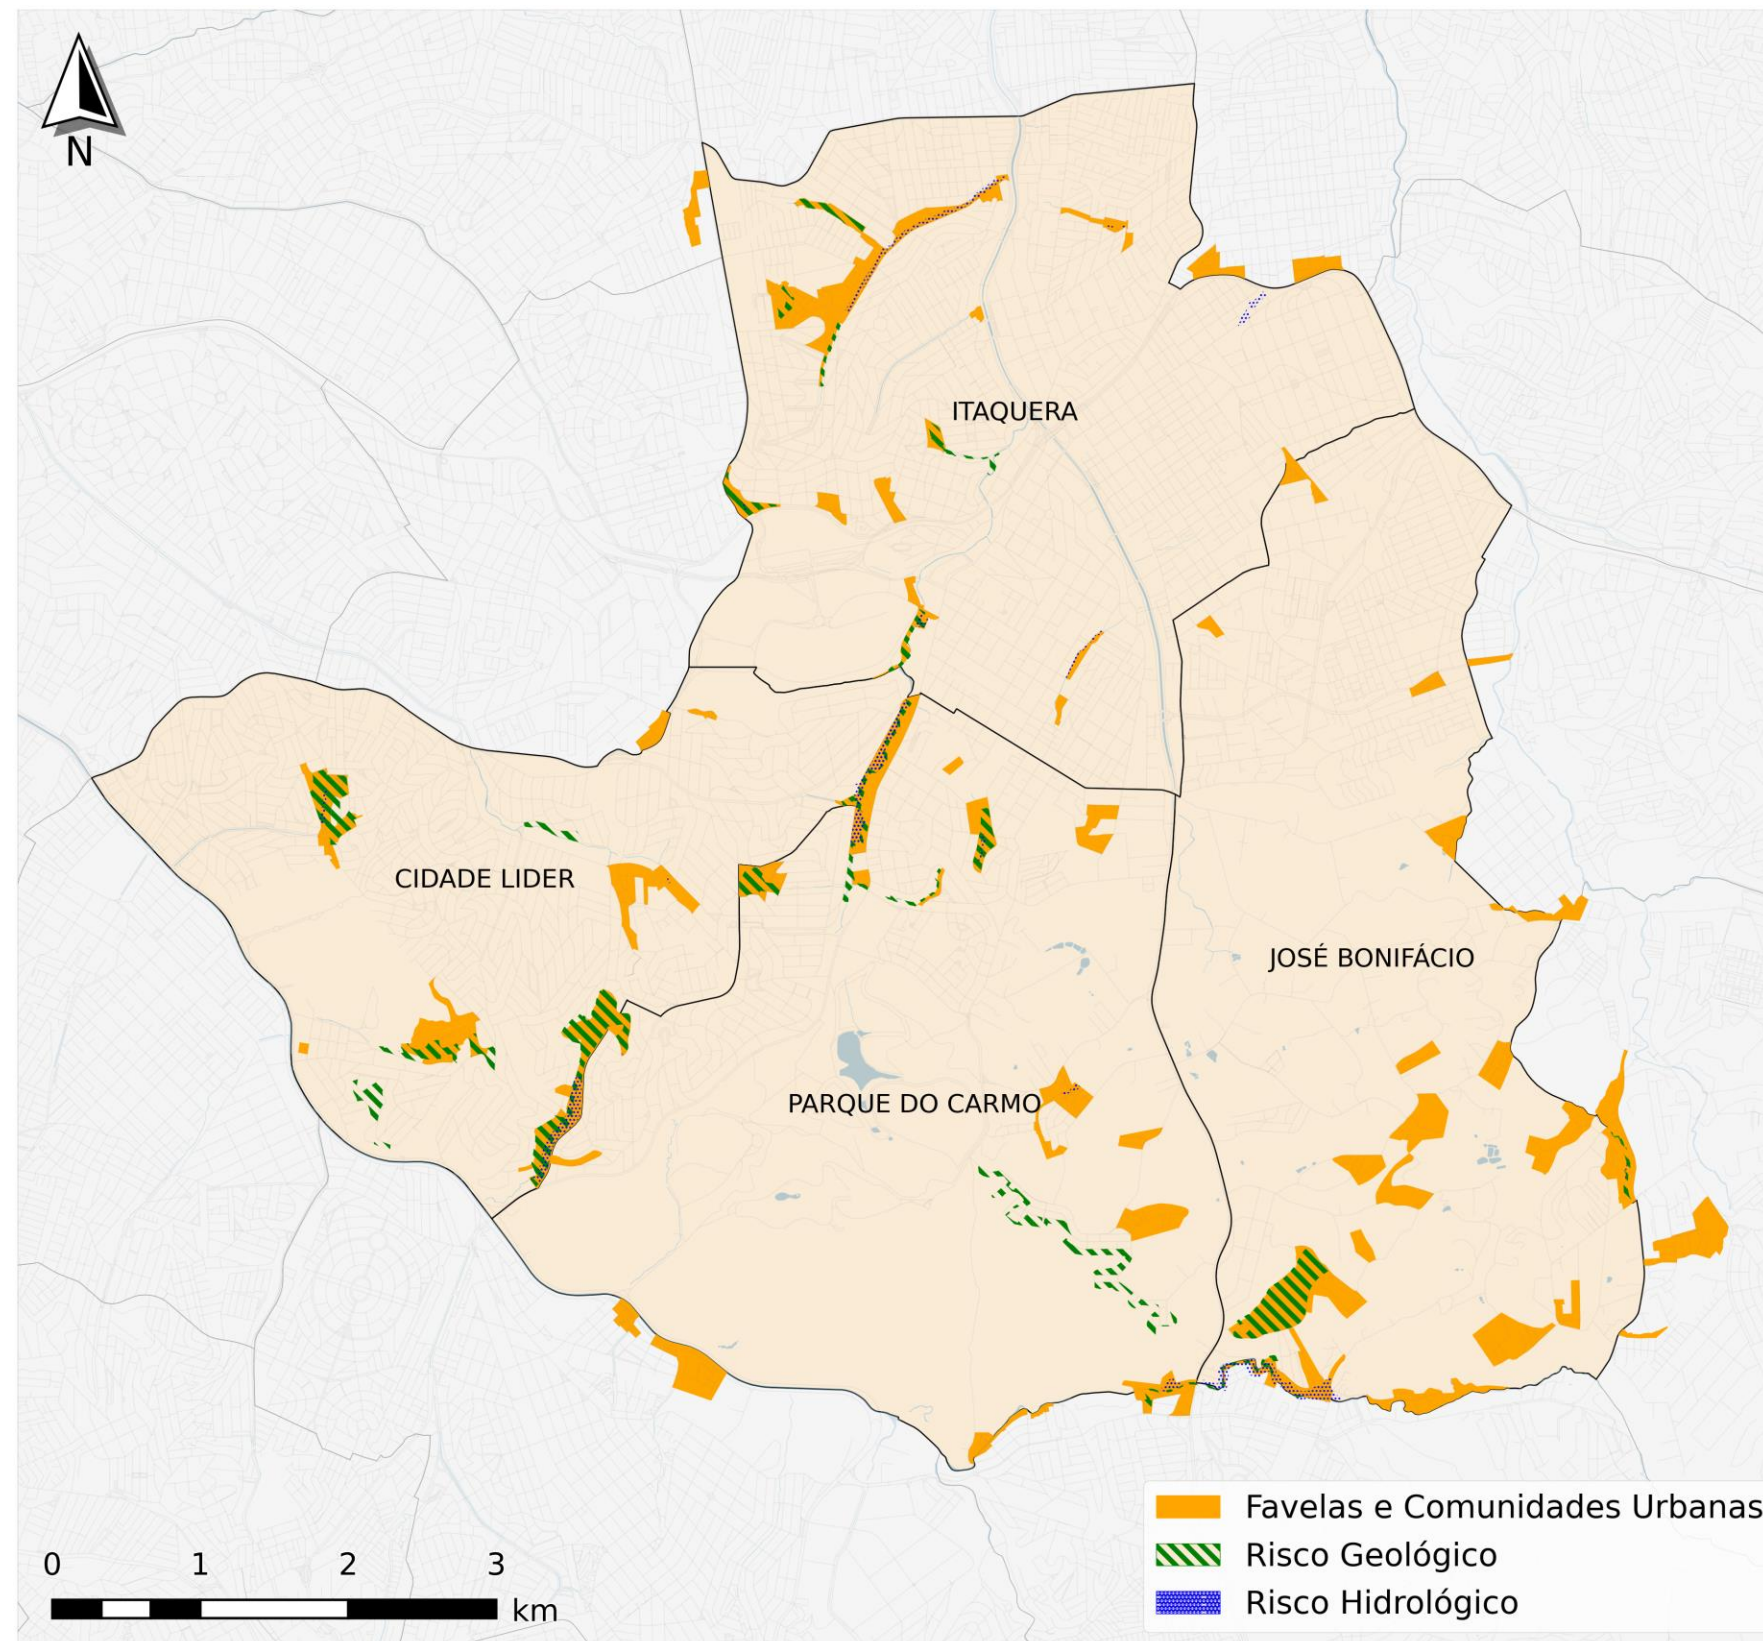 N
ITAQUERA
CIDADE LIDER
JOSÉ BONIFÁCIO
PARQUE DO CARMO
Favelas e Comunidades Urbanas
Risco Geológico
Risco Hidrológico
0 1 2 3
km